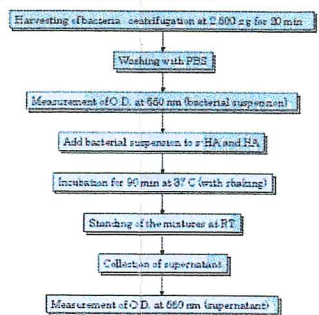 Harvesting of bacteria centrifugation at 2,600 x g for 20 min
Washing with PBS
Measurement of O.D. at 550 nm (bacterial suspension)
Add bacterial suspension to s-HA and HA
Incubation for 90 min at 37 C (with shaking)
Standing of the mixtures at RT
Collection of supernatant
Measurement of O.D. at 550 nm (supernatant)